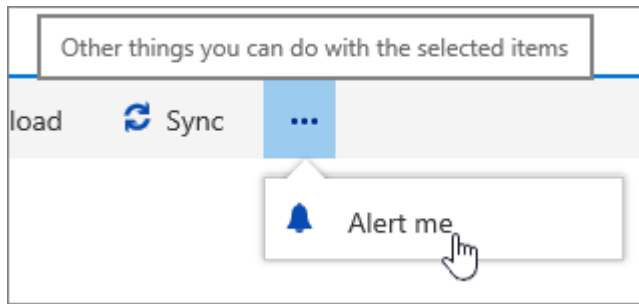 Other things you can do with the selected items
load Sync ...
Alert me